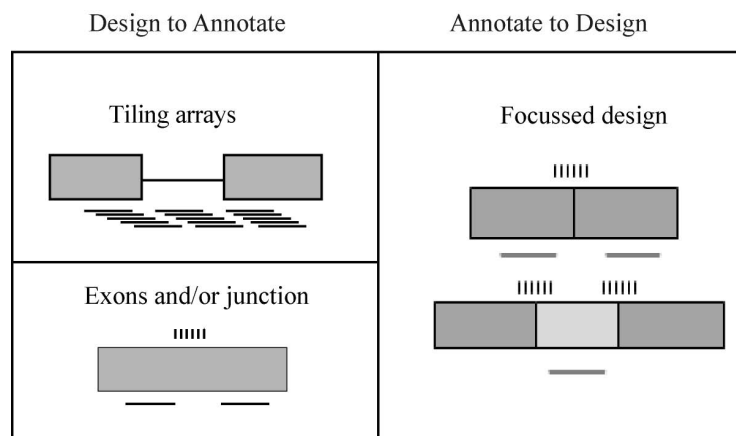 Design to Annotate
Annotate to Design
Tiling arrays
Exons and/or junction
Focussed design